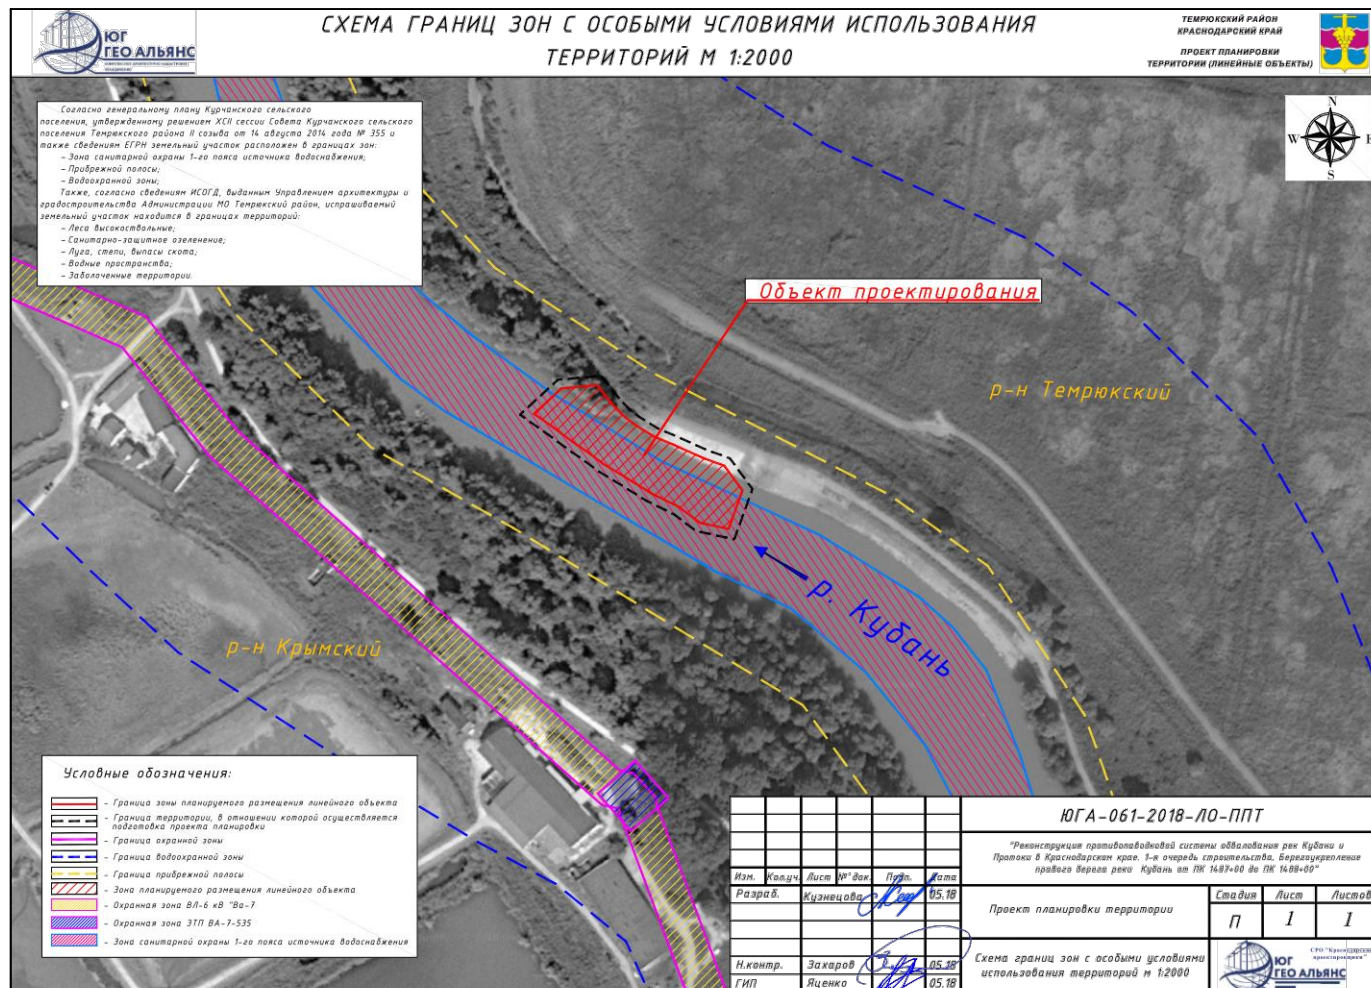 ЮГ
ГЕО АЛЬЯНС
СХЕМА ГРАНИЦ ЗОН С ОСОБЫМИ УСЛОВИЯМИ ИСПОЛЬЗОВАНИЯ
ТЕРРИТОРИЙ М 1:2000
ТЕМРЮКСКИЙ РАЙОН
КРАСНОДАРСКИЙ КРАЙ
ПРОЕКТ ПЛАНИРОВКИ
ТЕРРИТОРИИ (ЛИНЕЙНЫЕ ОБЪЕКТЫ)
Согласно генеральному плану Курчанского сельского
поселения, утвержденному решением XCII сессии Совета Курчанского сельского
поселения Темрюкского района II созыва от 14 августа 2014 года № 355 и
также сведениям ЕГРН земельный участок расположен в границах зон:
- Зона санитарной охраны 1-го пояса источника водоснабжения;
- Прибрежной полосы;
- Водоохранной зоны;
Также, согласно сведениям ИСОГД, выданным Управлением архитектуры и
градостроительства Администрации МО Темрюкский район, испрашиваемый
земельный участок находится в границах территорий:
- Леса высокоствольные;
- Санитарно-защитное озеленение;
- Луга, степи, выпасы скота;
- Водные пространства;
- Заболоченные территории.
N
W
E
S
Объект проектирования
р-н Темрюкский
р. Кубань
р-н Крымский
Условные обозначения:
- Граница зоны планируемого размещения линейного объекта
- Граница территории, в отношении которой осуществляется
подготовка проекта планировки
- Граница охранной зоны
- Граница водоохранной зоны
- Граница прибрежной полосы
- Зона планируемого размещения линейного объекта
- Охранная зона ВЛ-6 кВ "Ва-7
- Охранная зона ЗТП ВА-7-535
- Зона санитарной охраны 1-го пояса источника водоснабжения
ЮГА-061-2018-ЛО-ППТ
"Реконструкция противопаводковой системы обвалования рек Кубани и
Протоки в Краснодарском крае. 1-я очередь строительства. Берегоукрепление
правого берега реки Кубань от ПК 1487+00 до ПК 1488+00"
Изм. Кол.уч. Лист № док. Подп. Дата
Разраб. Кузнецова 05.18
Проект планировки территории
Стадия Лист Листов
П 1 1
Н.контр. Захаров 05.18
ГИП Яценко 05.18
Схема границ зон с особыми условиями
использования территорий м 1:2000
ЮГ
ГЕО АЛЬЯНС